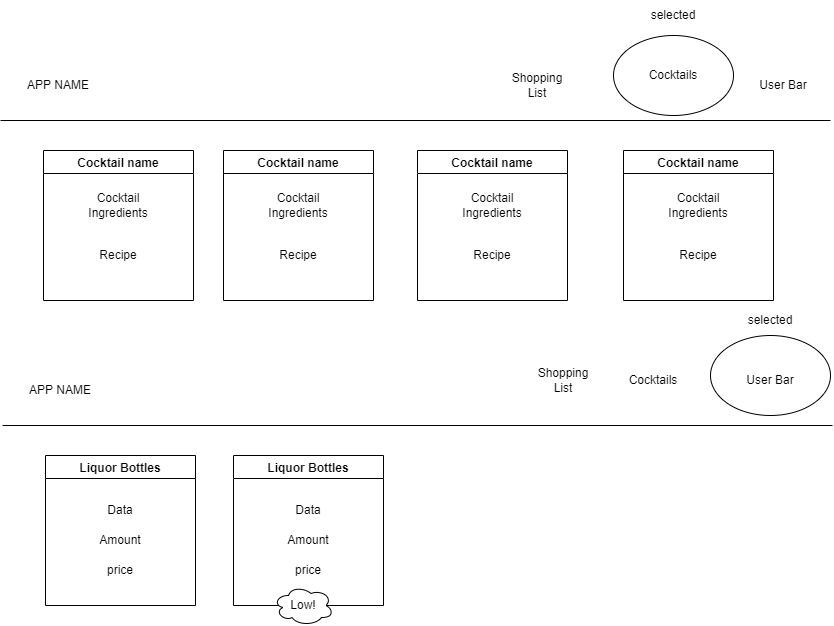 selected
APP NAME
Shopping
List
Cocktails
User Bar
Cocktail name
Cocktail
Ingredients
Recipe
Cocktail name
Cocktail
Ingredients
Recipe
Cocktail name
Cocktail
Ingredients
Recipe
Cocktail name
Cocktail
Ingredients
Recipe
selected
APP NAME
Shopping
List
Cocktails
User Bar
Liquor Bottles
Data
Amount
price
Liquor Bottles
Data
Amount
price
Low!